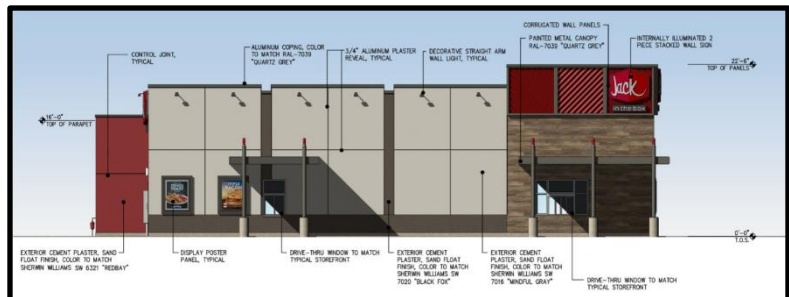 CORRUGATED WALL PANELS
ALUMINUM COPING, COLOR
TO MATCH RAL-7039
"QUARTZ GREY"
PAINTED METAL CANOPY
RAL-7039 "QUARTZ GREY"
INTERNALLY ILLUMINATED 2
PIECE STACKED WALL SIGN
CONTROL JOINT,
TYPICAL
3/4" ALUMINUM PLASTER
REVEAL, TYPICAL
DECORATIVE STRAIGHT ARM
WALL LIGHT, TYPICAL
22'-6"
TOP OF PANELS
Jack
in the box
16'-0"
TOP OF PARAPET
0'-0"
T.O.S.
EXTERIOR CEMENT PLASTER, SAND
FLOAT FINISH, COLOR TO MATCH
SHERWIN WILLIAMS SW 6321 "REDBAY"
DISPLAY POSTER
PANEL, TYPICAL
DRIVE-THRU WINDOW TO MATCH
TYPICAL STOREFRONT
EXTERIOR CEMENT
PLASTER, SAND FLOAT
FINISH, COLOR TO MATCH
SHERWIN WILLIAMS SW
7020 "BLACK FOX"
EXTERIOR CEMENT
PLASTER, SAND FLOAT
FINISH, COLOR TO MATCH
SHERWIN WILLIAMS SW
7016 "MINDFUL GRAY"
DRIVE-THRU WINDOW TO MATCH
TYPICAL STOREFRONT